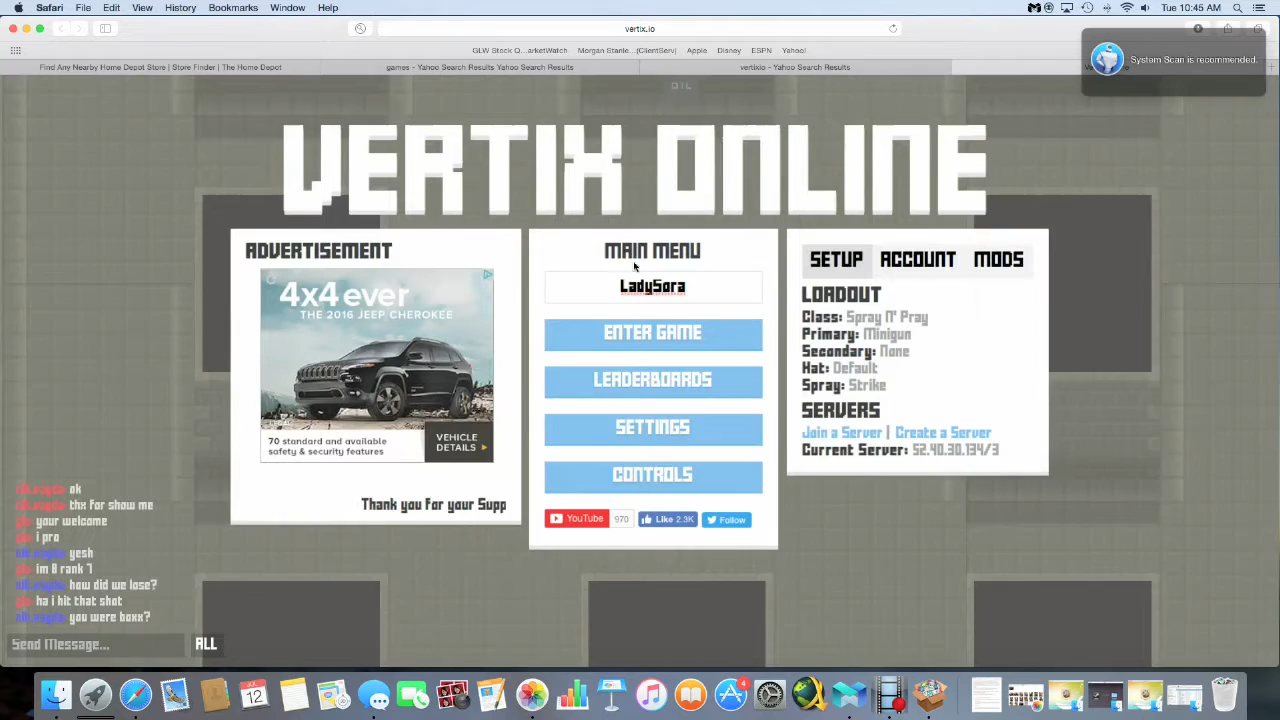 Safari File Edit View History Bookmarks Window Help
Tue 10:45 AM
vertix.io
GLW Stock Q...arketWatch Morgan Stanle...(ClientServ) Apple Disney ESPN Yahoo!
Find Any Nearby Home Depot Store | Store Finder | The Home Depot
games - Yahoo Search Results Yahoo Search Results
vertixio - Yahoo Search Results
System Scan is recommended.
VERTIX ONLINE
ADVERTISEMENT
4x4 ever
THE 2016 JEEP CHEROKEE
70 standard and available
safety & security features
VEHICLE
DETAILS
Thank you For your Supp
MAIN MENU
LadySora
ENTER GAME
LEADERBOARDS
SETTINGS
CONTROLS
YouTube 970 Like 2.3K Follow
SETUP ACCOUNT MODS
LOADOUT
Class: Spray N' Pray
Primary: Minigun
Secondary: None
Hat: Default
Spray: Strike
SERVERS
Join a Server | Create a Server
Current Server: 52.40.30.134/3
ok
thx for show me
your welcome
i pro
yesh
im 8 rank 7
how did we lose?
ha i hit that shot
you were boxx?
Send Message... ALL
JUL
12
4